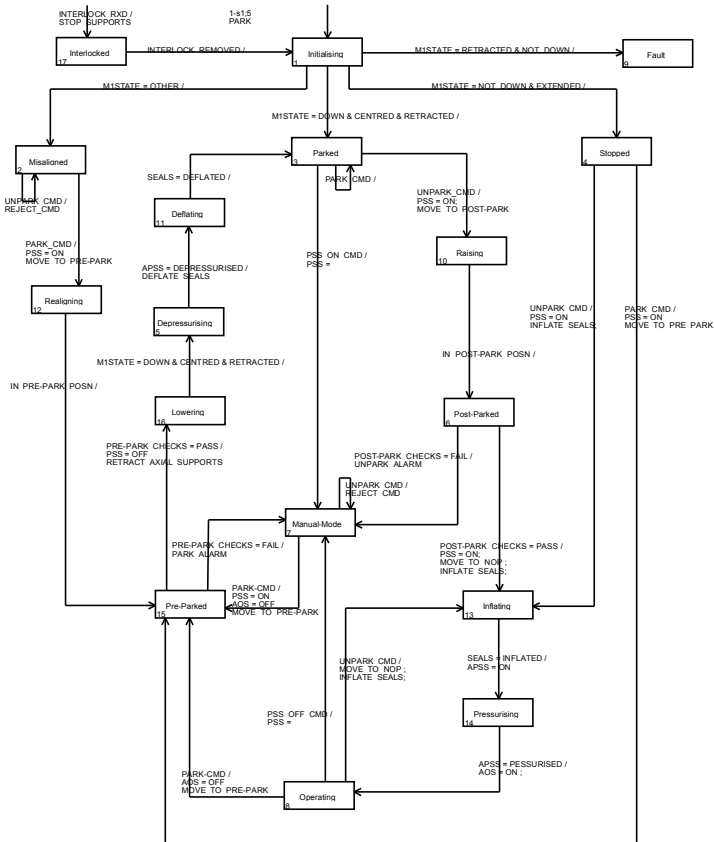 INTERLOCK RXD /
STOP SUPPORTS
1-s1;5
PARK
Interlocked
17
INTERLOCK REMOVED /
Initialising
1
M1STATE = RETRACTED & NOT DOWN /
Fault
9
M1STATE = OTHER /
M1STATE = NOT DOWN & EXTENDED /
M1STATE = DOWN & CENTRED & RETRACTED /
Misaligned
2
Parked
3
Stopped
4
SEALS = DEFLATED /
PARK CMD /
UNPARK CMD /
REJECT_CMD
UNPARK_CMD /
PSS = ON;
MOVE TO POST-PARK
Deflating
11
PARK_CMD /
PSS = ON
MOVE TO PRE-PARK
Raising
10
PSS ON CMD /
PSS =
APSS = DEPRESSURISED /
DEFLATE SEALS
Realigning
12
Depressurising
5
UNPARK CMD /
PSS = ON
INFLATE SEALS;
PARK CMD /
PSS = ON
MOVE TO PRE PARK
M1STATE = DOWN & CENTRED & RETRACTED /
IN POST-PARK POSN /
IN PRE-PARK POSN /
Lowering
16
Post-Parked
6
PRE-PARK CHECKS = PASS /
PSS = OFF
RETRACT AXIAL SUPPORTS
POST-PARK CHECKS = FAIL /
UNPARK ALARM
UNPARK CMD /
REJECT CMD
Manual-Mode
7
PRE-PARK CHECKS = FAIL /
PARK ALARM
POST-PARK CHECKS = PASS /
PSS = ON;
MOVE TO NOP ;
INFLATE SEALS;
PARK-CMD /
PSS = ON
AOS = OFF
MOVE TO PRE-PARK
Pre-Parked
15
Inflating
13
UNPARK CMD /
MOVE TO NOP ;
INFLATE SEALS;
SEALS = INFLATED /
APSS = ON
PSS OFF CMD /
PSS =
Pressurising
14
APSS = PESSURISED /
AOS = ON ;
PARK-CMD /
AOS = OFF
MOVE TO PRE-PARK
Operating
8